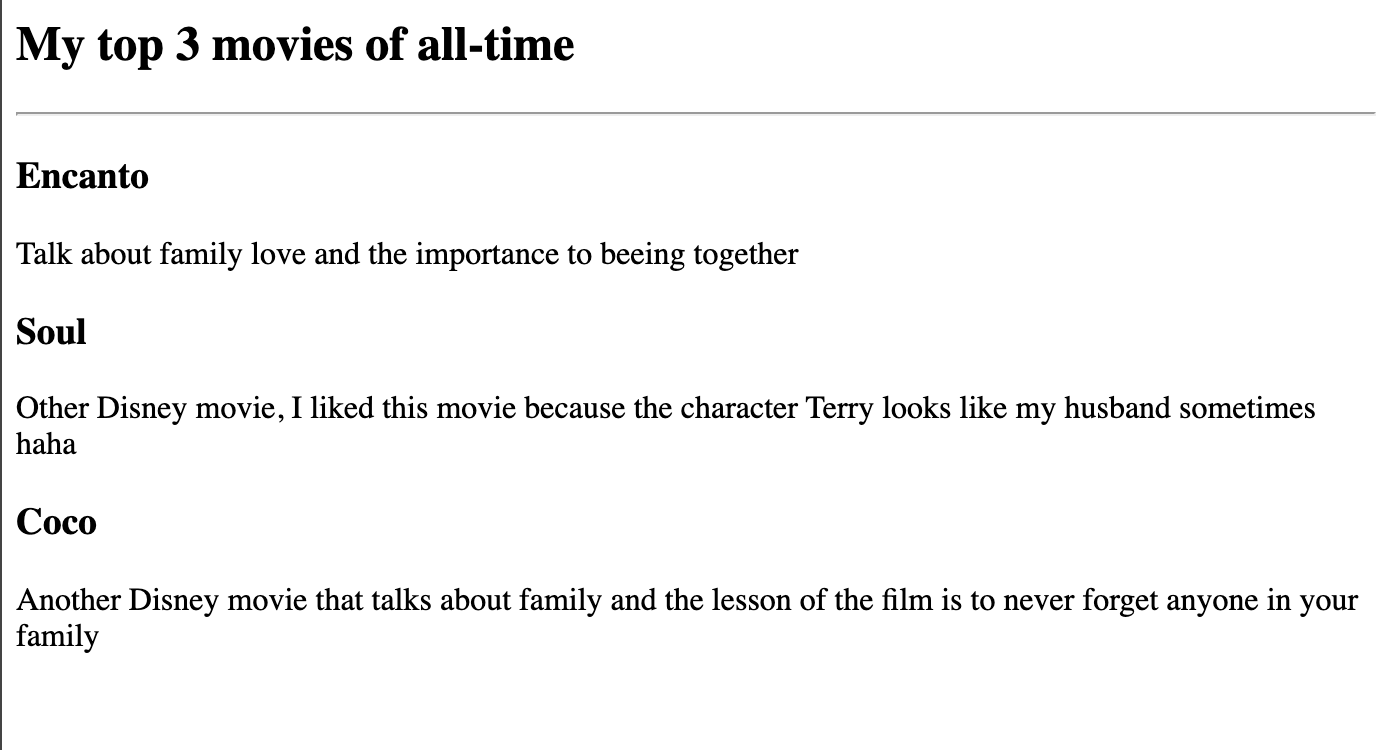 My top 3 movies of all-time
Encanto
Talk about family love and the importance to beeing together
Soul
Other Disney movie, I liked this movie because the character Terry looks like my husband sometimes
haha
Coco
Another Disney movie that talks about family and the lesson of the film is to never forget anyone in your
family